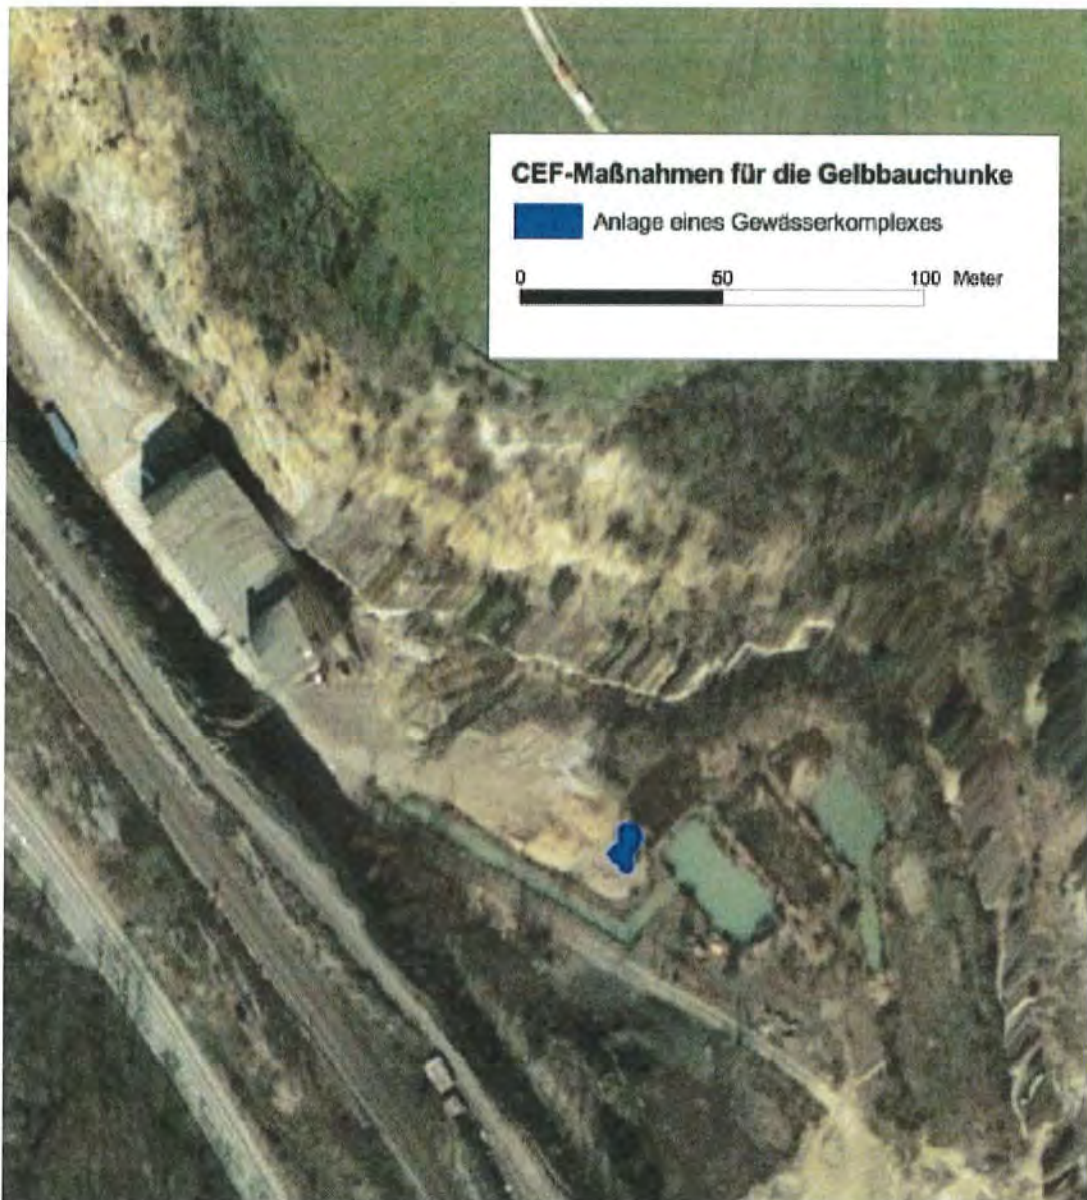 CEF-Maßnahmen für die Gelbbauchunke
Anlage eines Gewässerkomplexes
0 50 100 Meter